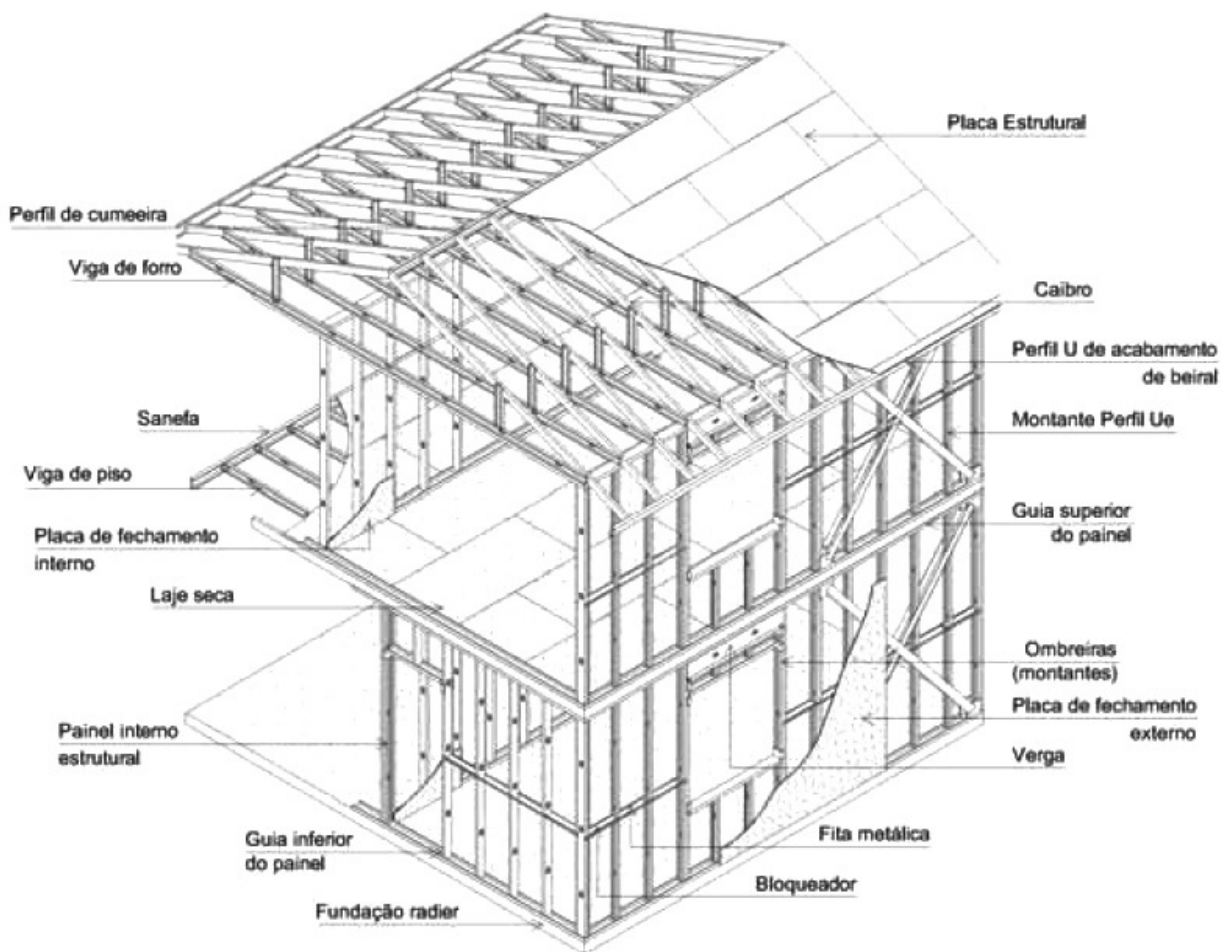 Placa Estrutural
Perfil de cumeeira
Viga de forro
Caibro
Perfil U de acabamento
de beiral
Sanefa
Montante Perfil Ue
Viga de piso
Guia superior
do painel
Placa de fechamento
interno
Laje seca
Ombreiras
(montantes)
Placa de fechamento
externo
Painel interno
estrutural
Verga
Fita metálica
Guia inferior
do painel
Bloqueador
Fundação radier